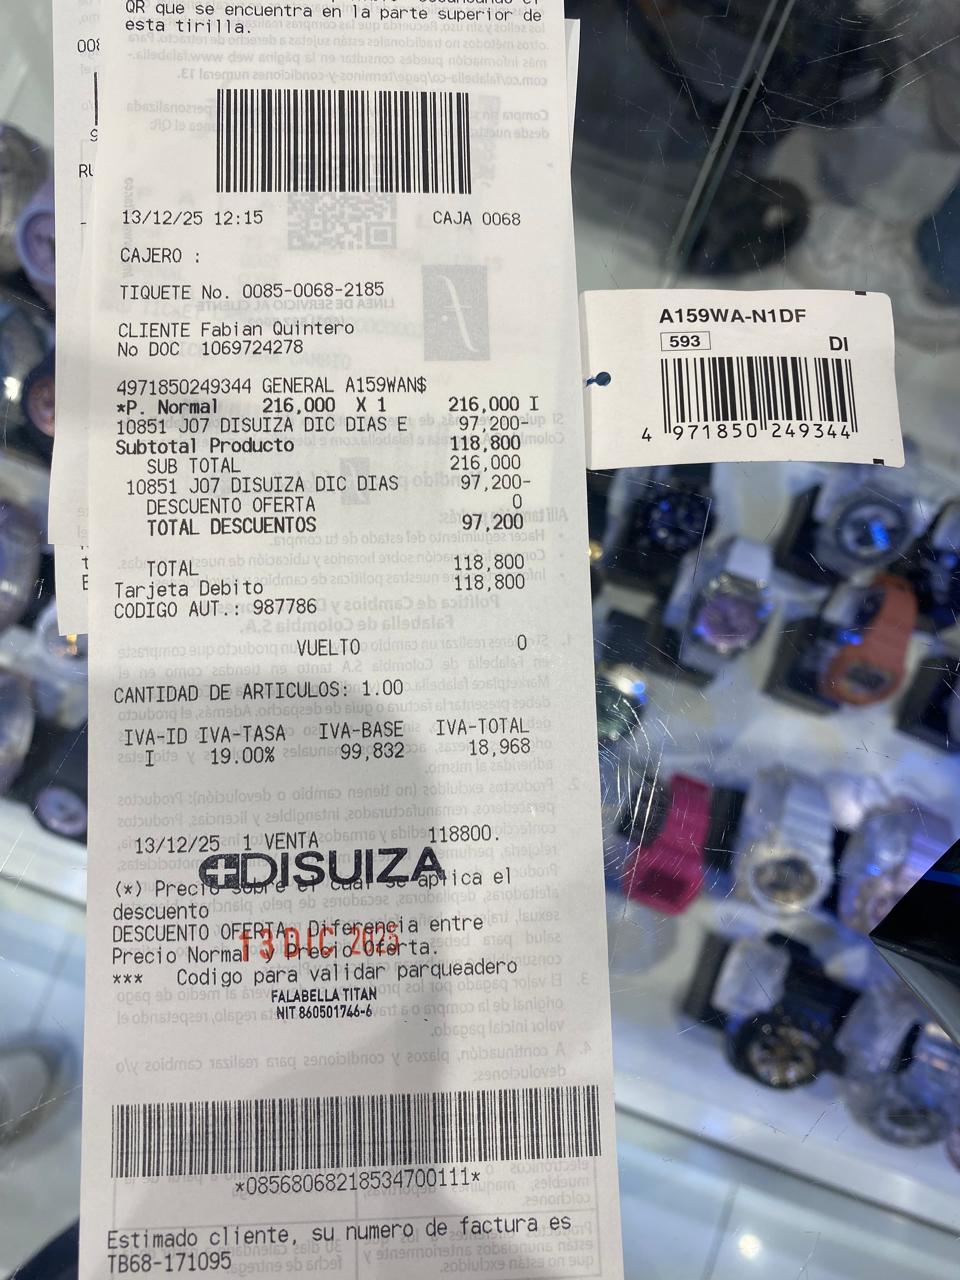 QR que se encuentra en la parte superior de
esta tirilla.
13/12/25 12:15 CAJA 0068
CAJERO :
TIQUETE No. 0085-0068-2185
CLIENTE Fabian Quintero
No DOC 1069724278
4971850249344 GENERAL A159WAN$
*P. Normal 216,000 X 1 216,000 I
10851 J07 DISUIZA DIC DIAS E 97,200-
Subtotal Producto 118,800
SUB TOTAL 216,000
10851 J07 DISUIZA DIC DIAS 97,200-
DESCUENTO OFERTA 0
TOTAL DESCUENTOS 97,200
TOTAL 118,800
Tarjeta Debito 118,800
CODIGO AUT.: 987786
VUELTO 0
CANTIDAD DE ARTICULOS: 1.00
IVA-ID IVA-TASA IVA-BASE IVA-TOTAL
I 19.00% 99,832 18,968
13/12/25 1 VENTA 118800.
DISUIZA
(*) Precio sobre el cual se aplica el
descuento
DESCUENTO OFERTA: Diferencia entre
13 DIC 2025
Precio Normal y Precio Oferta.
*** Codigo para validar parqueadero
FALABELLA TITAN
NIT 860501746-6
*08568068218534700111*
Estimado cliente, su numero de factura es
TB68-171095
A159WA-N1DF
593 DI
4 971850 249344